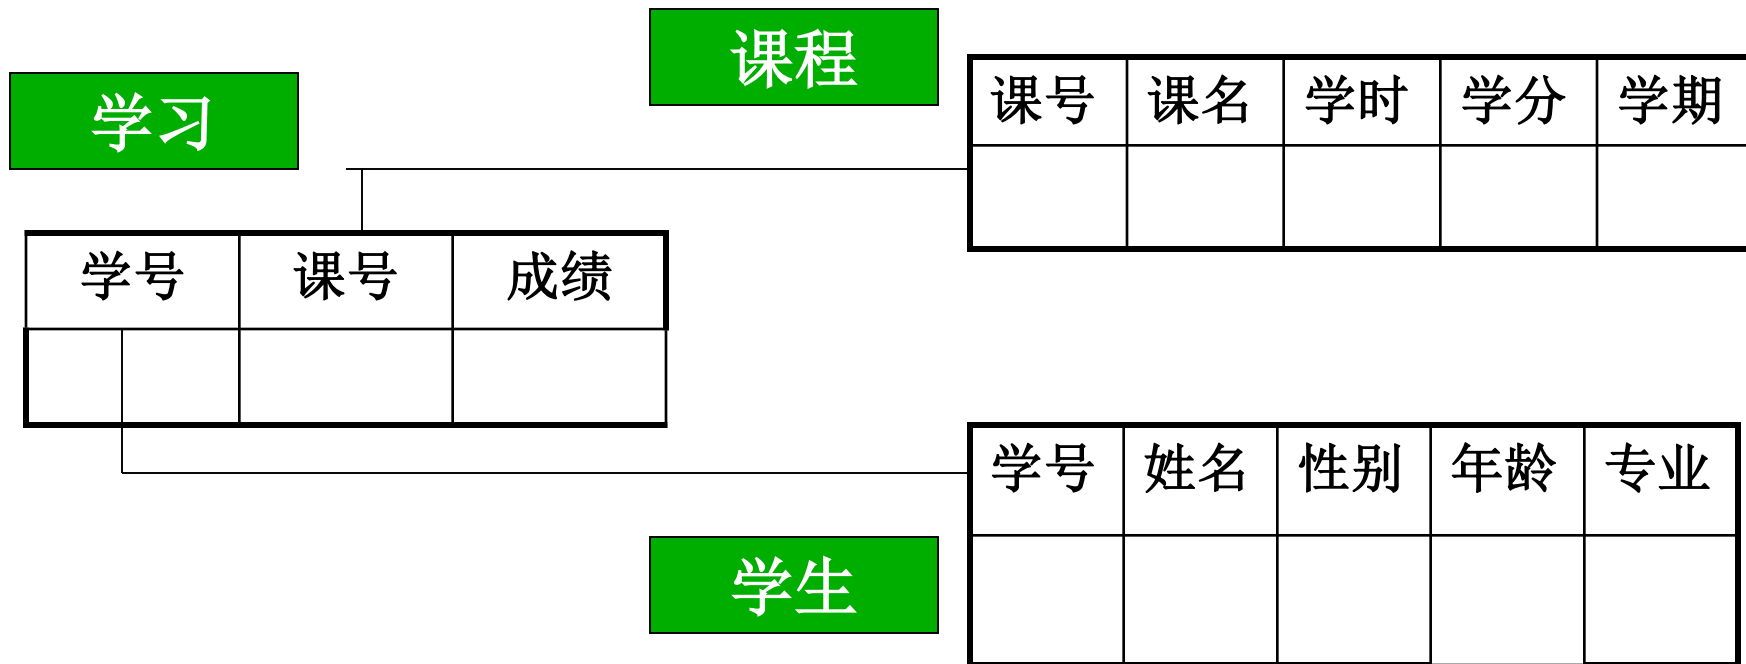 课程
学习
课号 课名 学时 学分 学期
学号 课号 成绩
学号 姓名 性别 年龄 专业
学生